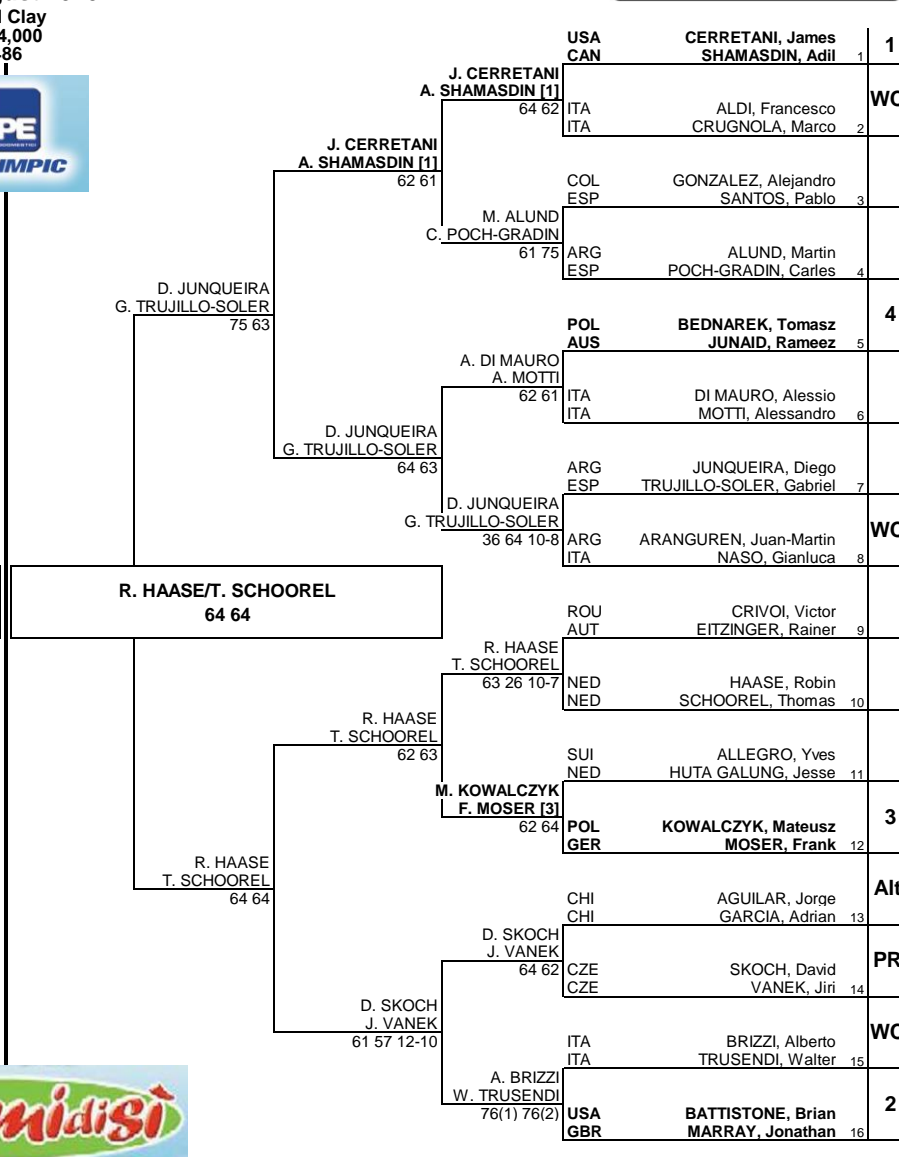 l Clay
4,000
86
PE
IMPIC
USA CERRETANI, James 1
CAN SHAMASDIN, Adil 1
J. CERRETANI
A. SHAMASDIN [1]
64 62
ITA ALDI, Francesco WC
ITA CRUGNOLA, Marco 2
J. CERRETANI
A. SHAMASDIN [1]
62 61
COL GONZALEZ, Alejandro
ESP SANTOS, Pablo 3
M. ALUND
C. POCH-GRADIN
61 75
ARG ALUND, Martin
ESP POCH-GRADIN, Carles 4
D. JUNQUEIRA
G. TRUJILLO-SOLER
75 63
POL BEDNAREK, Tomasz 4
AUS JUNAID, Rameez 5
A. DI MAURO
A. MOTTI
62 61
ITA DI MAURO, Alessio
ITA MOTTI, Alessandro 6
D. JUNQUEIRA
G. TRUJILLO-SOLER
64 63
ARG JUNQUEIRA, Diego
ESP TRUJILLO-SOLER, Gabriel 7
D. JUNQUEIRA
G. TRUJILLO-SOLER
36 64 10-8
ARG ARANGUREN, Juan-Martin WC
ITA NASO, Gianluca 8
R. HAASE/T. SCHOOREL
64 64
ROU CRIVOI, Victor
AUT EITZINGER, Rainer 9
R. HAASE
T. SCHOOREL
63 26 10-7
NED HAASE, Robin
NED SCHOOREL, Thomas 10
R. HAASE
T. SCHOOREL
62 63
SUI ALLEGRO, Yves
NED HUTA GALUNG, Jesse 11
M. KOWALCZYK
F. MOSER [3]
62 64
POL KOWALCZYK, Mateusz 3
GER MOSER, Frank 12
R. HAASE
T. SCHOOREL
64 64
CHI AGUILAR, Jorge Alt
CHI GARCIA, Adrian 13
D. SKOCH
J. VANEK
64 62
CZE SKOCH, David PR
CZE VANEK, Jiri 14
D. SKOCH
J. VANEK
61 57 12-10
ITA BRIZZI, Alberto WC
ITA TRUSENDI, Walter 15
A. BRIZZI
W. TRUSENDI
76(1) 76(2)
USA BATTISTONE, Brian 2
GBR MARRAY, Jonathan 16
midisì